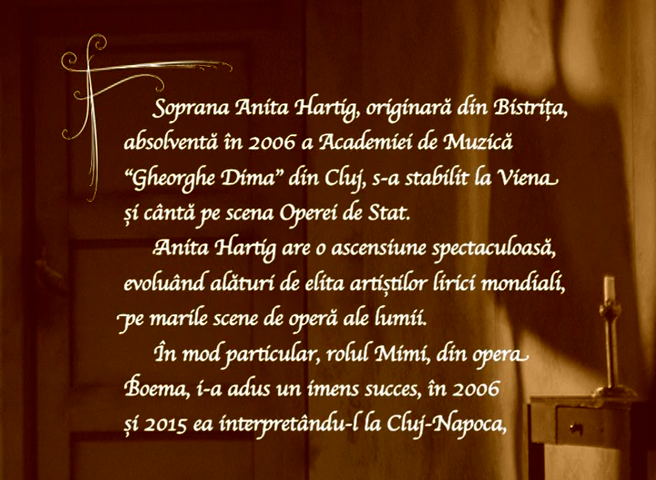 Soprana Anita Hartig, originară din Bistrița,
absolventă în 2006 a Academiei de Muzică
“Gheorghe Dima” din Cluj, s-a stabilit la Viena
și cântă pe scena Operei de Stat.
Anita Hartig are o ascensiune spectaculoasă,
evoluând alături de elita artiștilor lirici mondiali,
pe marile scene de operă ale lumii.
În mod particular, rolul Mimi, din opera
Boema, i-a adus un imens succes, în 2006
și 2015 ea interpretându-l la Cluj-Napoca,